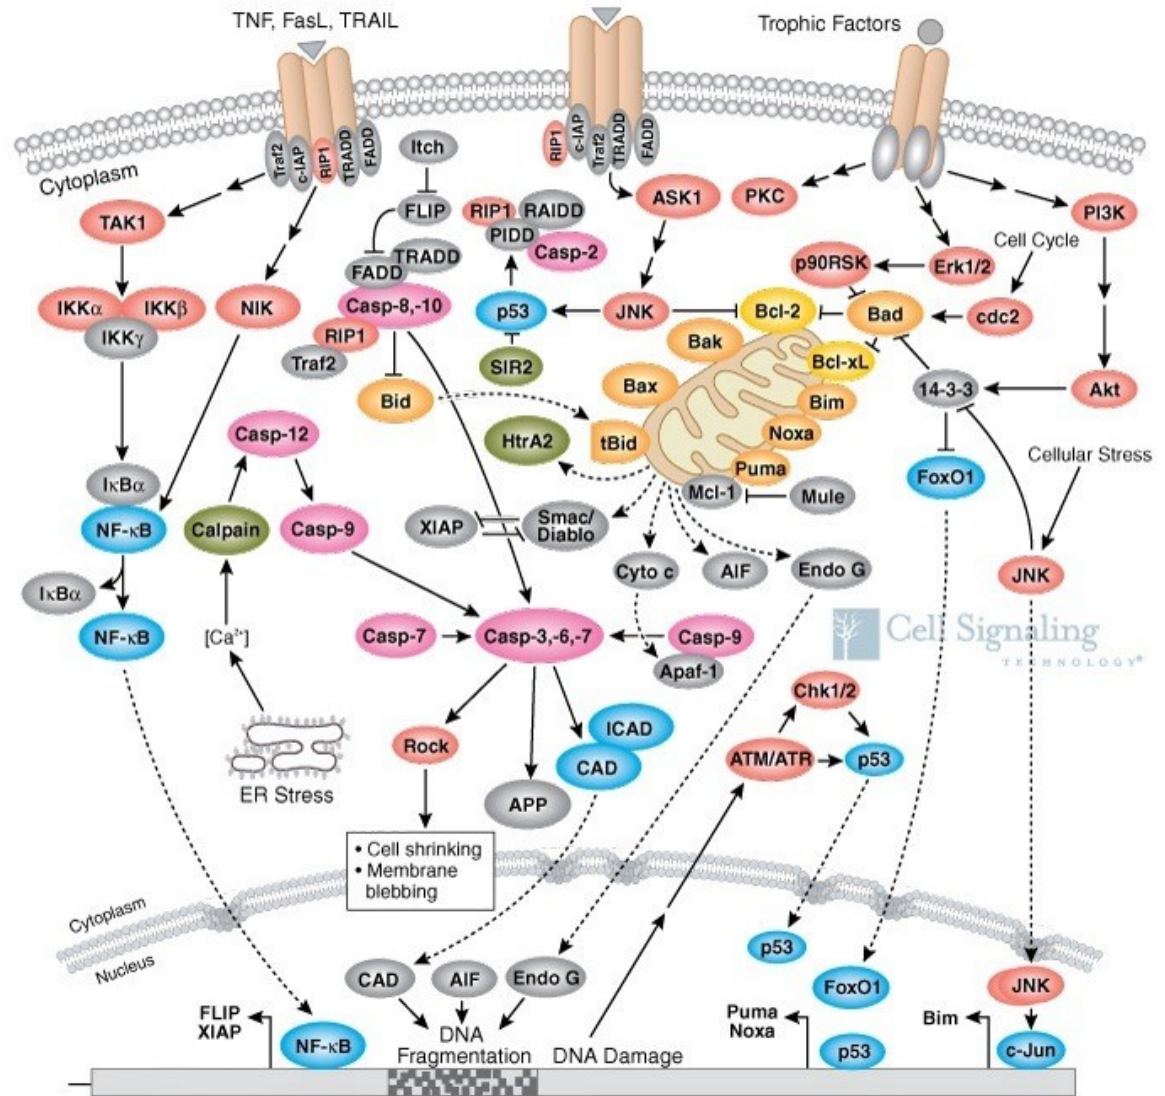 TNF, FasL, TRAIL
Trophic Factors
Traf2
c-IAP
RIP1
TRADD
FADD
Itch
RIP1
c-IAP
Traf2
TRADD
FADD
Cytoplasm
TAK1
FLIP
RIP1
RAIDD
PIDD
Casp-2
ASK1
PKC
PI3K
Cell Cycle
TRADD
FADD
p90RSK
Erk1/2
IKKα
IKKβ
IKKγ
NIK
Casp-8,-10
RIP1
Traf2
p53
JNK
Bcl-2
Bad
cdc2
Bak
SIR2
Bcl-xL
Bid
Bax
Bim
14-3-3
Akt
Casp-12
HtrA2
tBid
Noxa
Puma
Mcl-1
Mule
FoxO1
Cellular Stress
IκBα
NF-κB
Calpain
Casp-9
XIAP
Smac/
Diablo
Cyto c
AIF
Endo G
JNK
IκBα
NF-κB
[Ca²⁺]
Casp-7
Casp-3,-6,-7
Casp-9
Apaf-1
Cell Signaling
TECHNOLOGY®
Chk1/2
Rock
ICAD
CAD
ATM/ATR
p53
ER Stress
APP
• Cell shrinking
• Membrane
blebbing
Cytoplasm
Nucleus
p53
CAD
AIF
Endo G
FoxO1
JNK
FLIP
XIAP
NF-κB
DNA
Fragmentation
DNA Damage
Puma
Noxa
p53
Bim
c-Jun